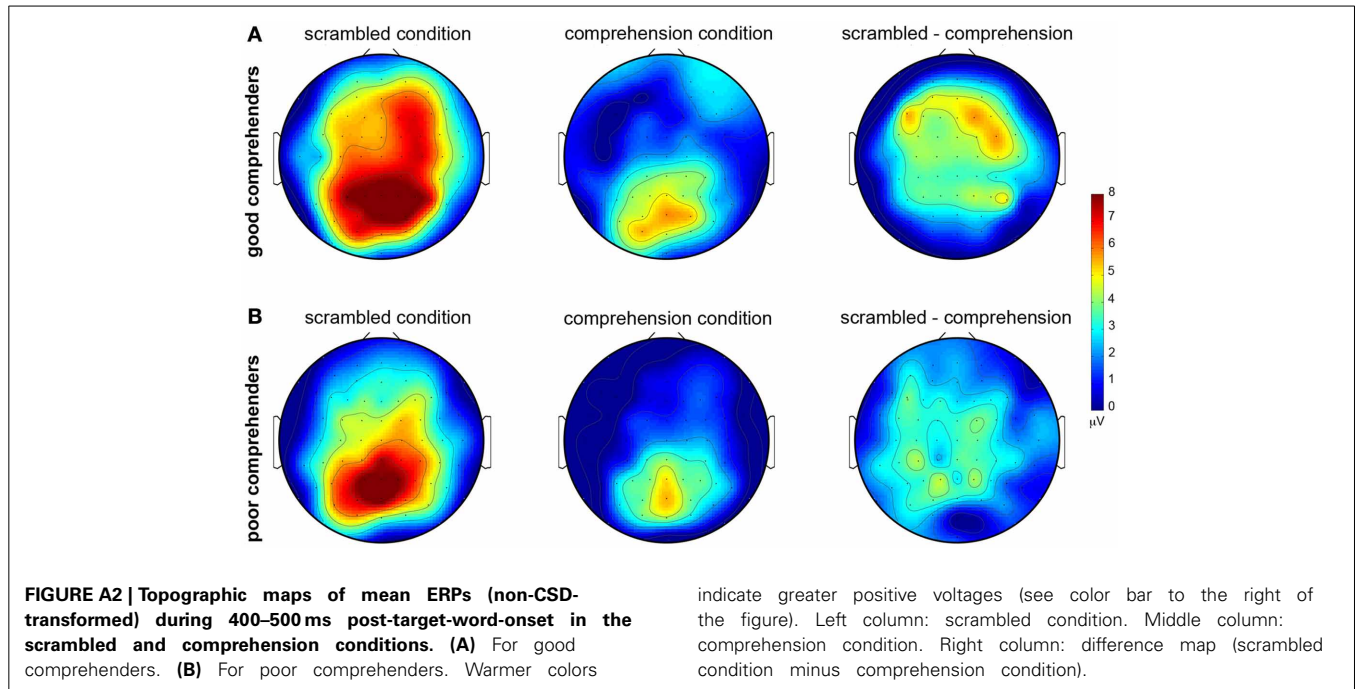 A
scrambled condition
comprehension condition
scrambled - comprehension
good comprehenders
8
7
6
5
4
3
2
1
0
μV
B
scrambled condition
comprehension condition
scrambled - comprehension
poor comprehenders
FIGURE A2 | Topographic maps of mean ERPs (non-CSD-
transformed) during 400–500 ms post-target-word-onset in the
scrambled and comprehension conditions. (A) For good
comprehenders. (B) For poor comprehenders. Warmer colors
indicate greater positive voltages (see color bar to the right of
the figure). Left column: scrambled condition. Middle column:
comprehension condition. Right column: difference map (scrambled
condition minus comprehension condition).